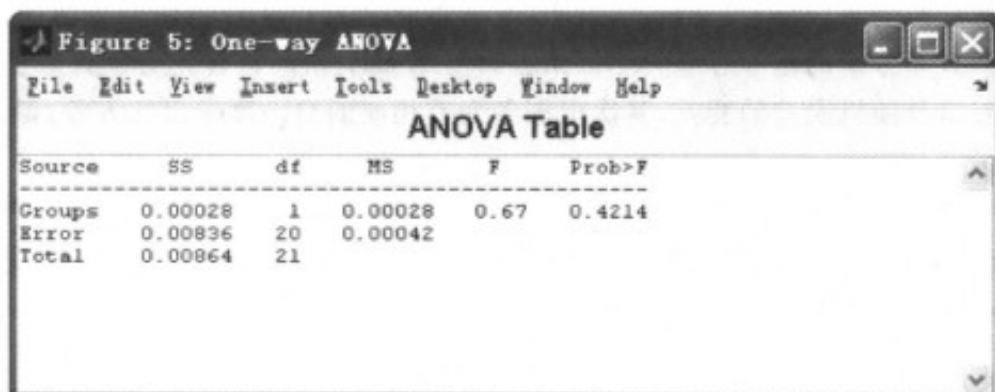 Figure 5: One-way ANOVA
File Edit View Insert Tools Desktop Window Help
ANOVA Table
Source SS df MS F Prob>F
Groups 0.00028 1 0.00028 0.67 0.4214
Error 0.00836 20 0.00042
Total 0.00864 21